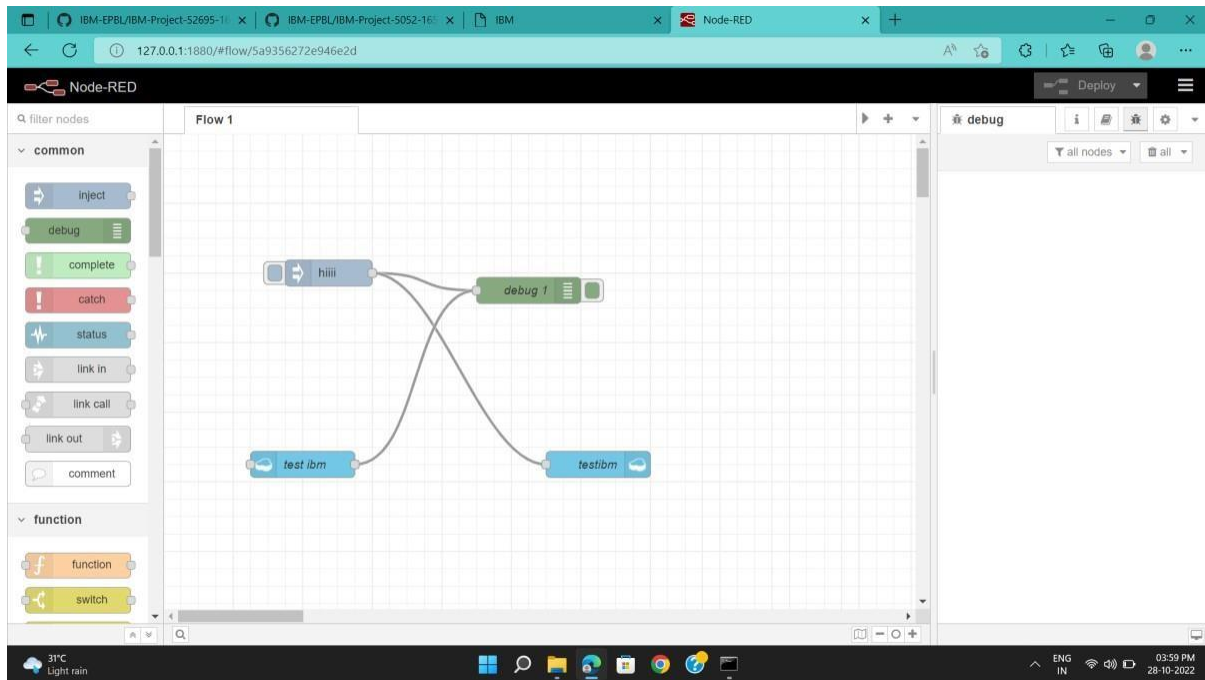 IBM-EPBL/IBM-Project-52695-16
IBM-EPBL/IBM-Project-5052-165
IBM
Node-RED
127.0.0.1:1880/#flow/5a9356272e946e2d
Node-RED
Deploy
filter nodes
Flow 1
debug
all nodes
all
common
inject
debug
complete
catch
status
link in
link call
link out
comment
function
function
switch
hiiii
debug 1
test ibm
testibm
31°C
Light rain
ENG
IN
03:59 PM
28-10-2022